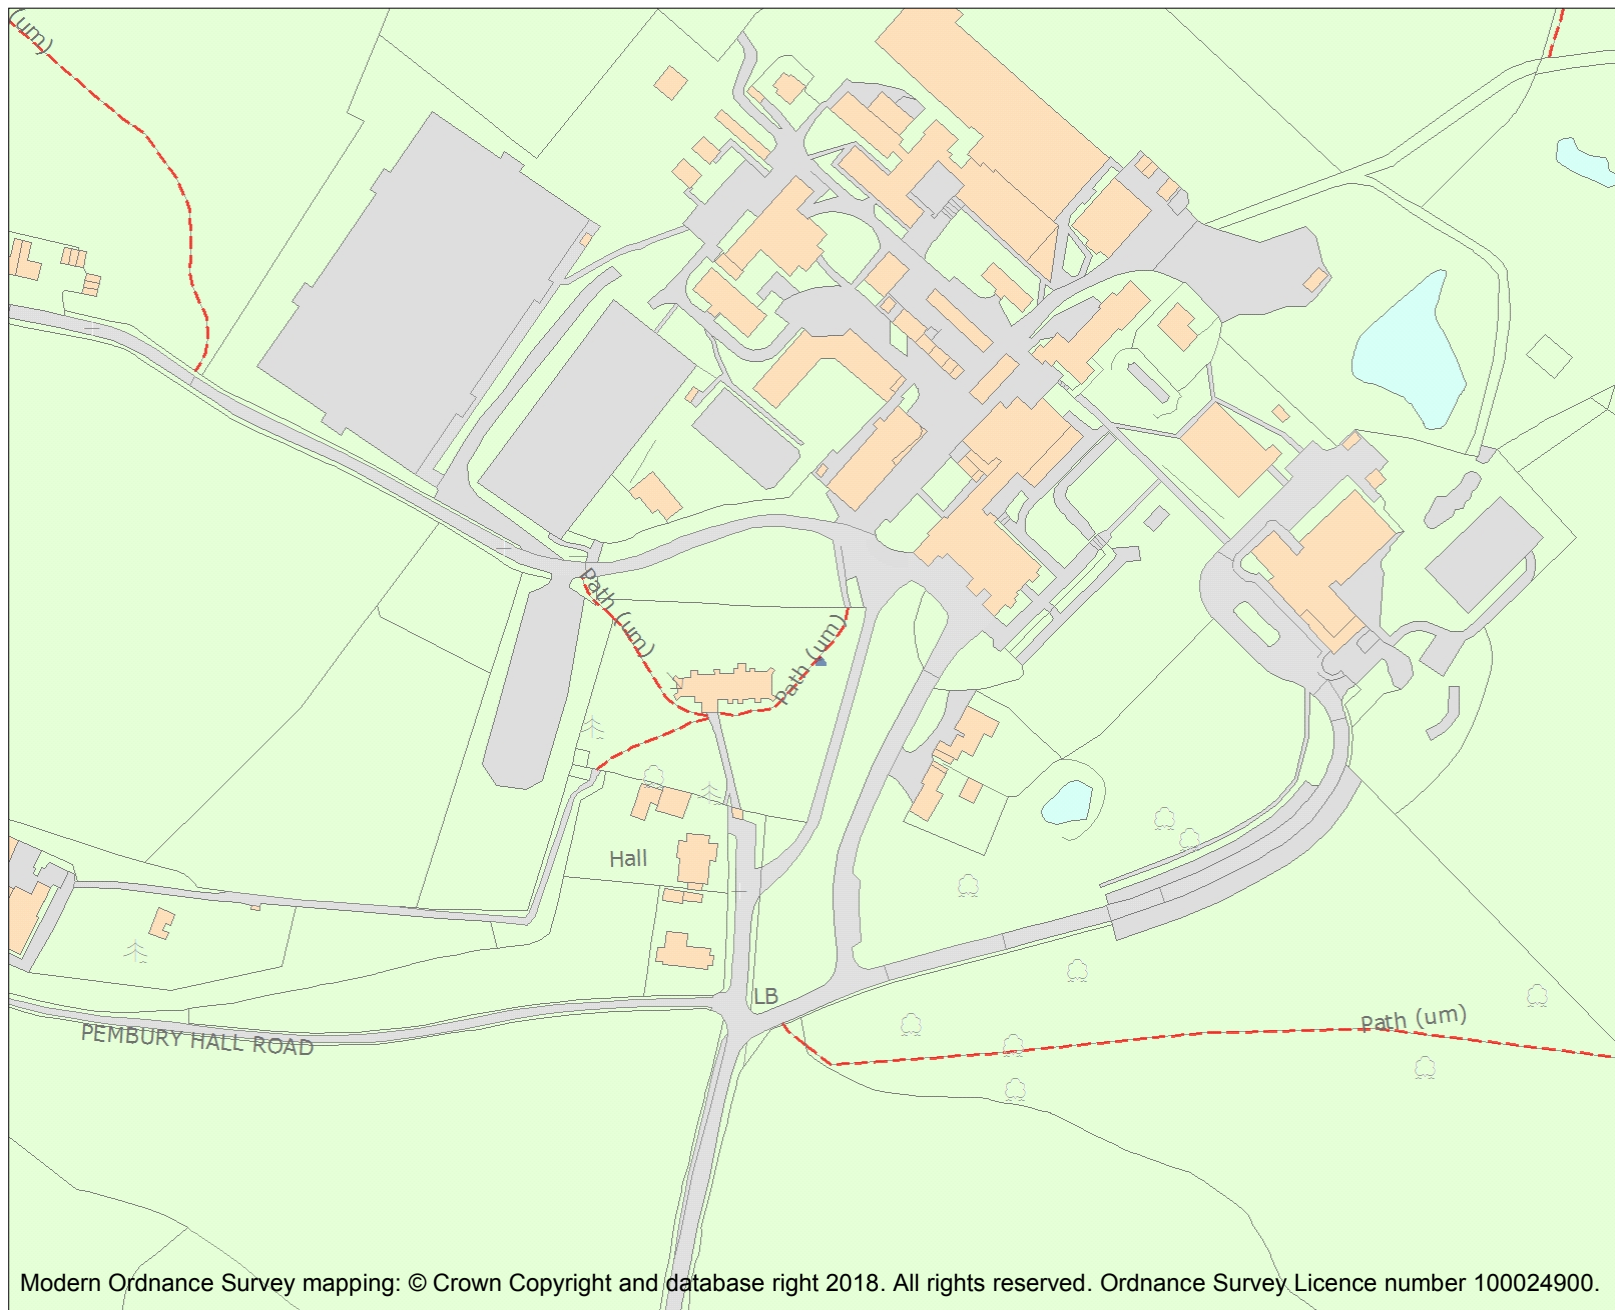 um)
Path (um)
Path (um)
Hall
LB
Path (um)
PEMBURY HALL ROAD
Modern Ordnance Survey mapping: © Crown Copyright and database right 2018. All rights reserved. Ordnance Survey Licence number 100024900.